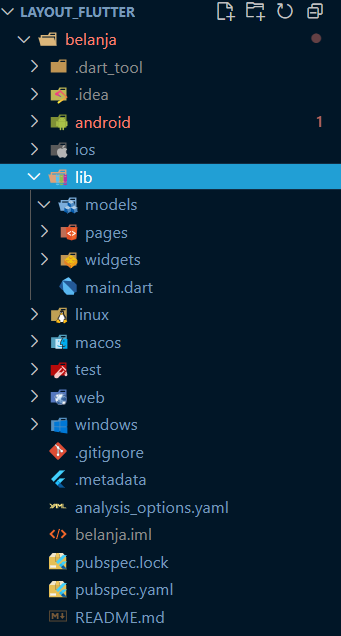 LAYOUT_FLUTTER
belanja
.dart_tool
.idea
android 1
ios
lib
models
pages
widgets
main.dart
linux
macos
test
web
windows
.gitignore
.metadata
analysis_options.yaml
belanja.iml
pubspec.lock
pubspec.yaml
README.md